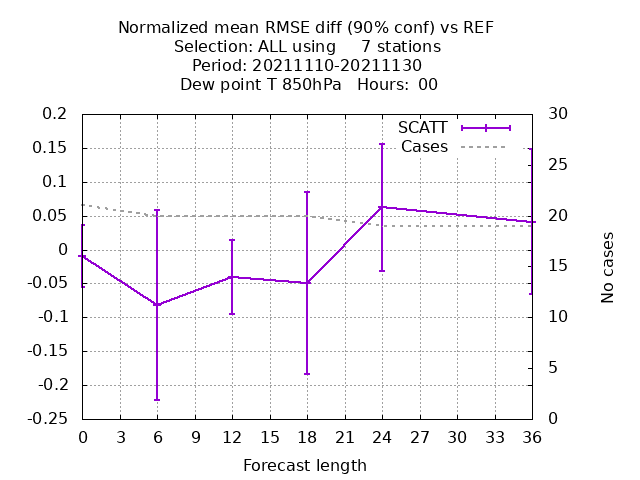 Normalized mean RMSE diff (90% conf) vs REF
Selection: ALL using     7 stations
Period: 20211110-20211130
Dew point T 850hPa   Hours:  00
SCATT
Cases
0.2
0.15
0.1
0.05
0
-0.05
-0.1
-0.15
-0.2
-0.25
30
25
20
15
10
5
0
No cases
0 3 6 9 12 15 18 21 24 27 30 33 36
Forecast length